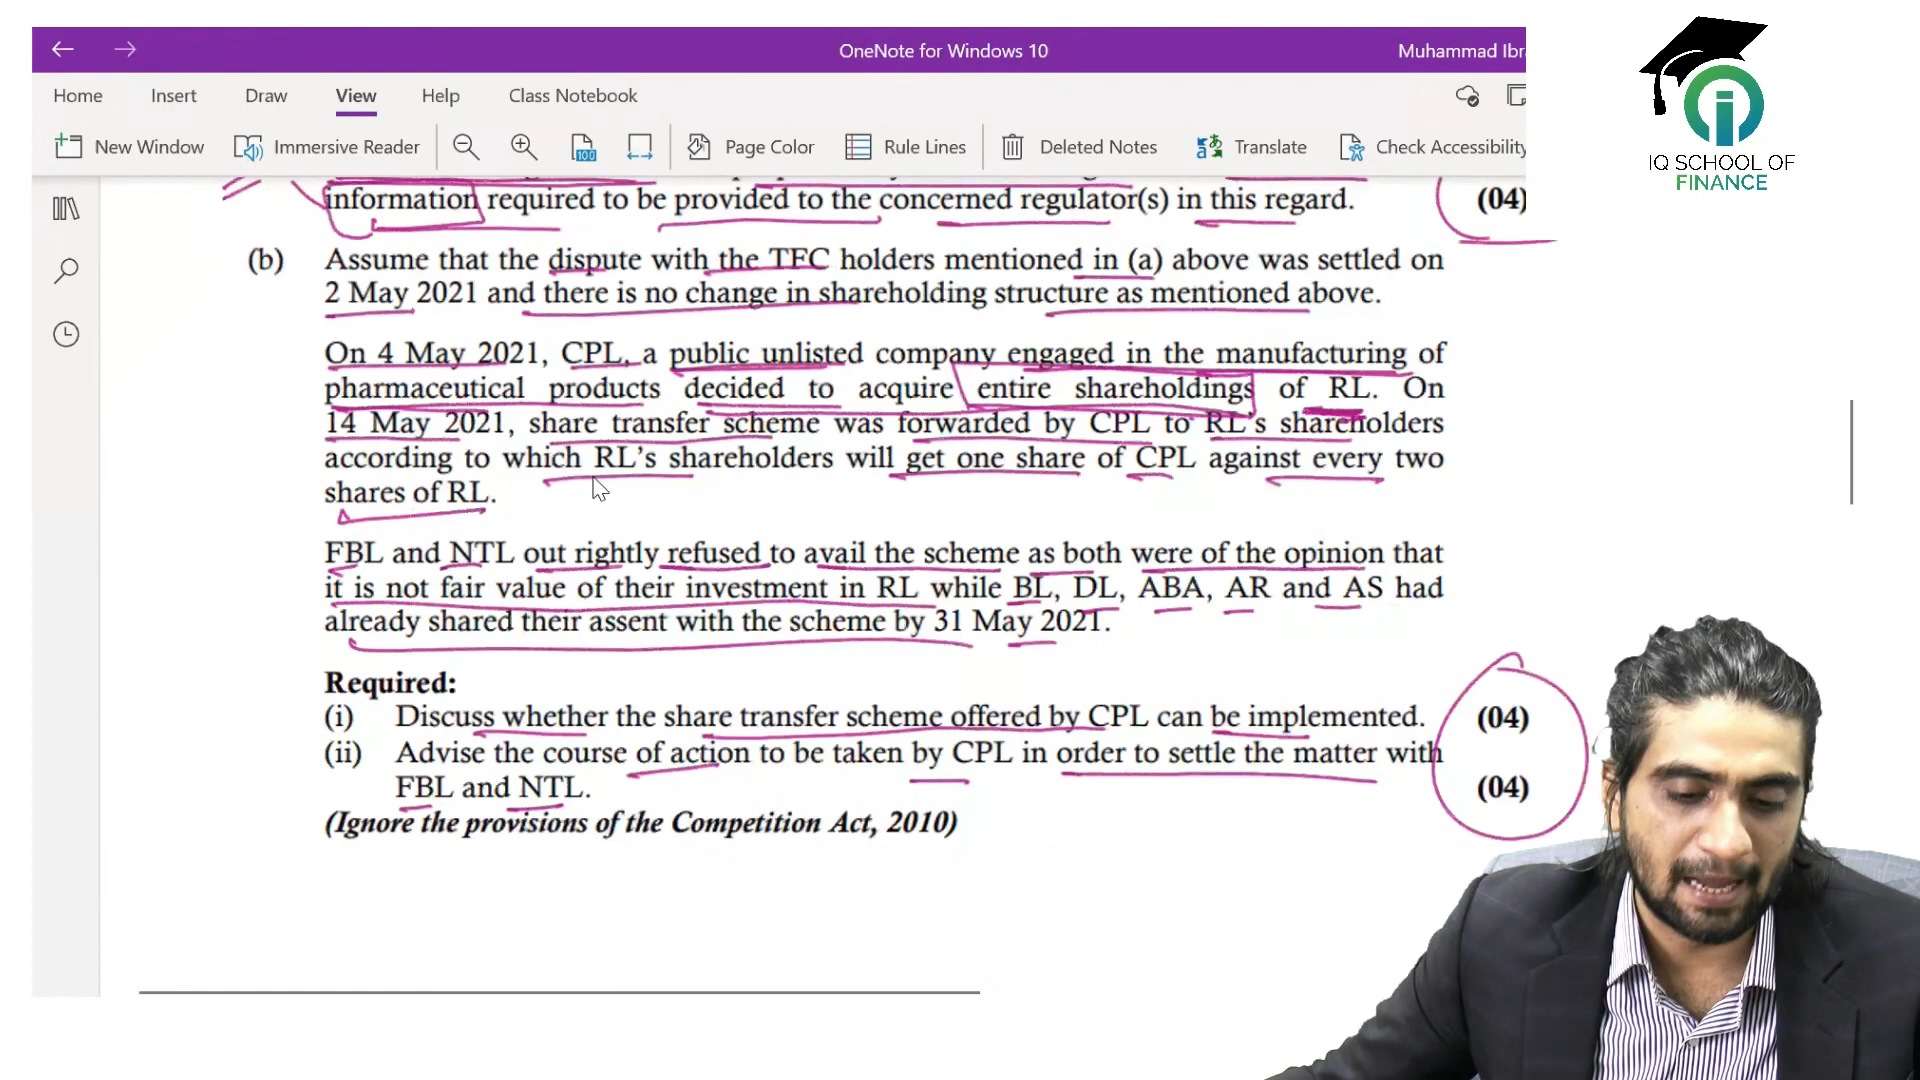 OneNote for Windows 10
Muhammad Ibr
Home
Insert
Draw
View
Help
Class Notebook
New Window
Immersive Reader
100
Page Color
Rule Lines
Deleted Notes
Translate
Check Accessibility
IQ SCHOOL OF
FINANCE
information required to be provided to the concerned regulator(s) in this regard. (04)
(b) Assume that the dispute with the TFC holders mentioned in (a) above was settled on
2 May 2021 and there is no change in shareholding structure as mentioned above.
On 4 May 2021, CPL, a public unlisted company engaged in the manufacturing of
pharmaceutical products decided to acquire entire shareholdings of RL. On
14 May 2021, share transfer scheme was forwarded by CPL to RL's shareholders
according to which RL's shareholders will get one share of CPL against every two
shares of RL.
FBL and NTL out rightly refused to avail the scheme as both were of the opinion that
it is not fair value of their investment in RL while BL, DL, ABA, AR and AS had
already shared their assent with the scheme by 31 May 2021.
Required:
(i) Discuss whether the share transfer scheme offered by CPL can be implemented. (04)
(ii) Advise the course of action to be taken by CPL in order to settle the matter with
FBL and NTL. (04)
(Ignore the provisions of the Competition Act, 2010)